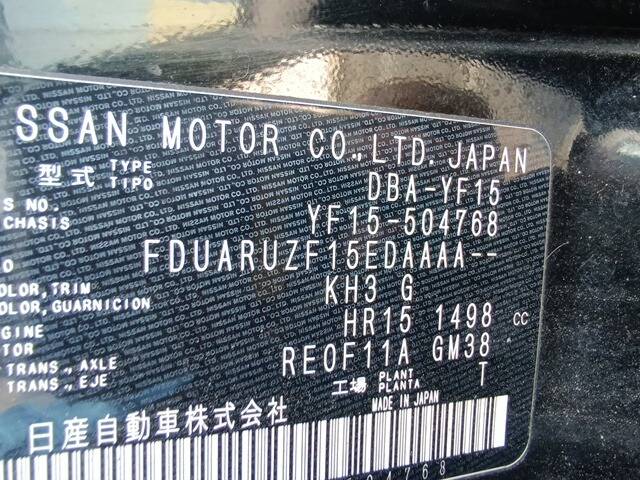 SSAN MOTOR CO.,LTD. JAPAN
型式 TYPE TIPO DBA-YF15
S NO. CHASIS YF15-504768
O FDUARUZF15EDAAAA--
OLOR, TRIM OLOR, GUARNICION KH3 G
NGINE TOR HR15 1498 cc
TRANS., AXLE TRANS., EJE RE0F11A GM38
工場 PLANT PLANTA T
日産自動車株式会社 MADE IN JAPAN